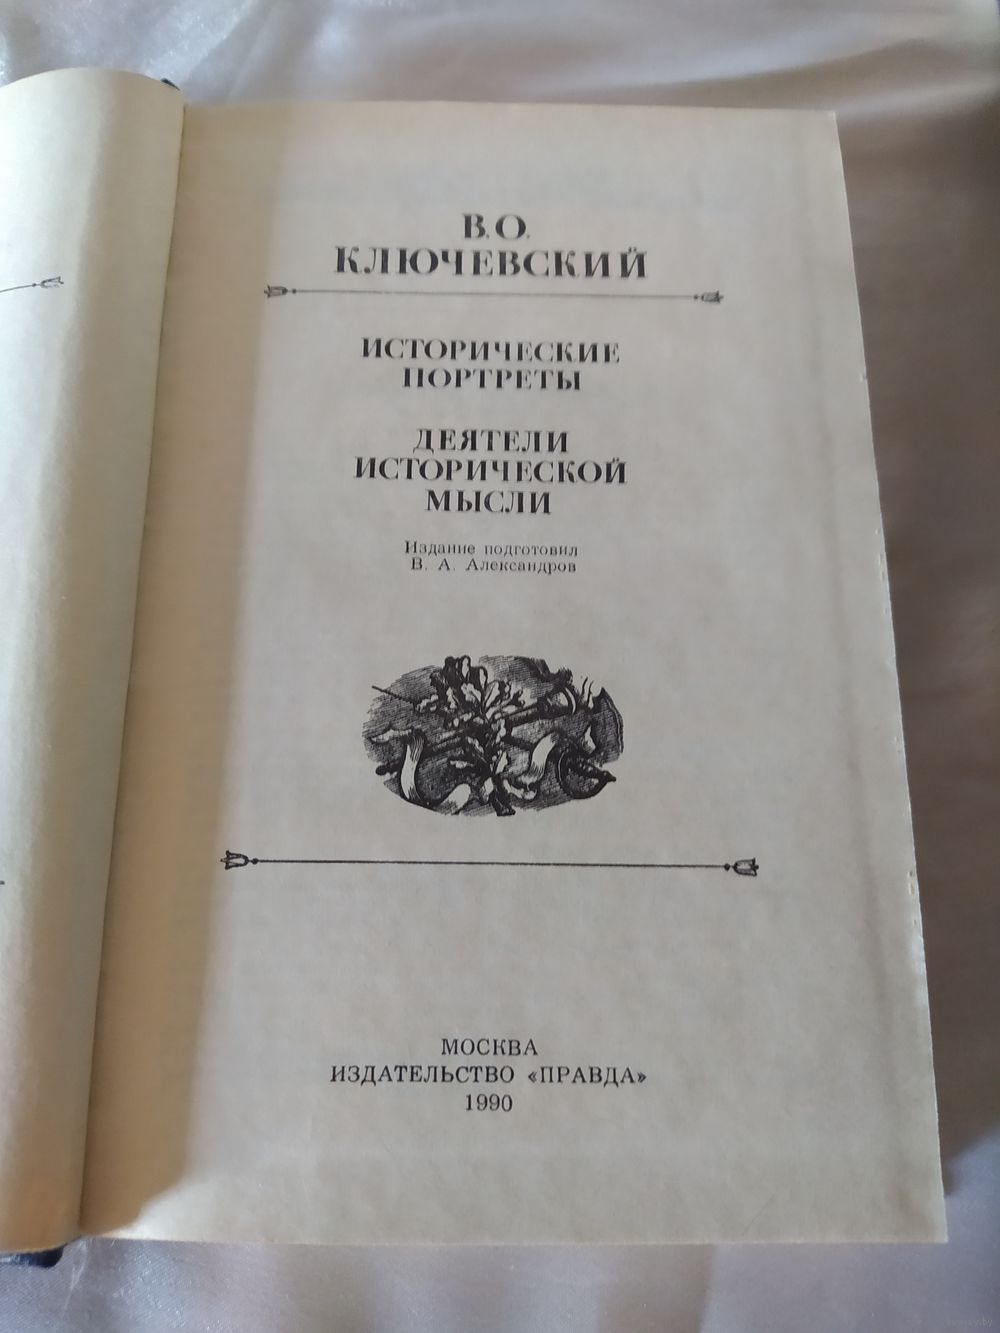 В. О.
КЛЮЧЕВСКИЙ
ИСТОРИЧЕСКИЕ
ПОРТРЕТЫ
ДЕЯТЕЛИ
ИСТОРИЧЕСКОЙ
МЫСЛИ
Издание подготовил
В. А. Александров
МОСКВА
ИЗДАТЕЛЬСТВО «ПРАВДА»
1990